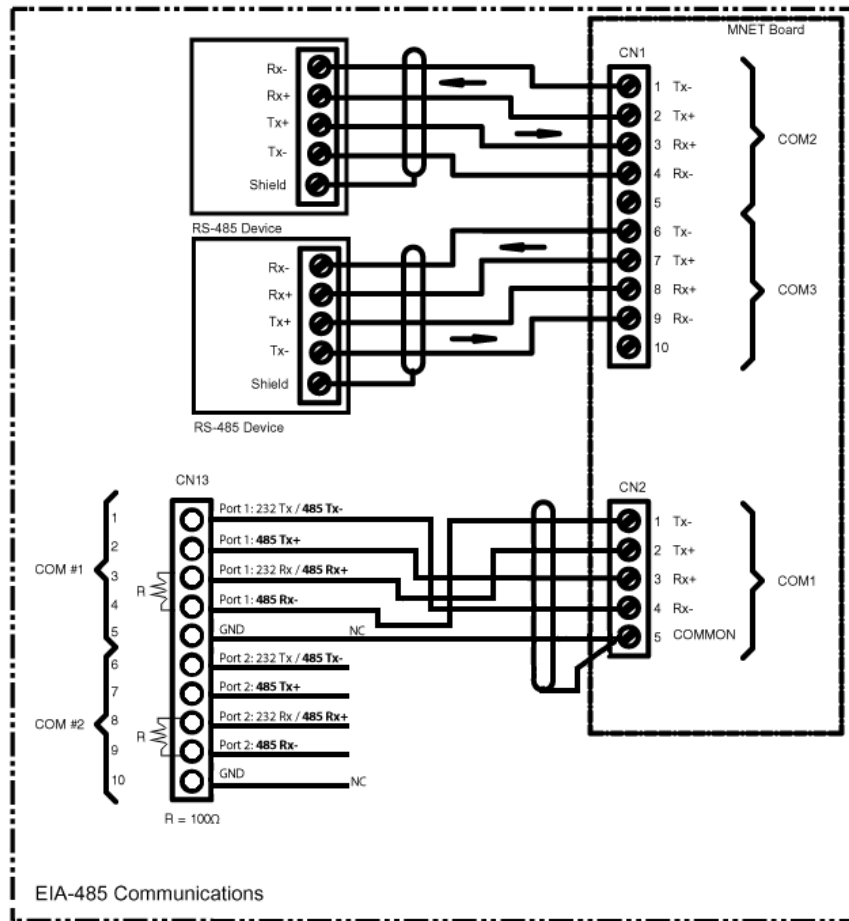 MNET Board
CN1
Rx-
Rx+
Tx+
Tx-
Shield
RS-485 Device
1 Tx-
2 Tx+
3 Rx+
4 Rx-
5
6 Tx-
7 Tx+
8 Rx+
9 Rx-
10
COM2
COM3
Rx-
Rx+
Tx+
Tx-
Shield
RS-485 Device
CN13
COM #1
COM #2
1
2
3
4
5
6
7
8
9
10
R
R
Port 1: 232 Tx / 485 Tx-
Port 1: 485 Tx+
Port 1: 232 Rx / 485 Rx+
Port 1: 485 Rx-
GND NC
Port 2: 232 Tx / 485 Tx-
Port 2: 485 Tx+
Port 2: 232 Rx / 485 Rx+
Port 2: 485 Rx-
GND NC
R = 100Ω
CN2
1 Tx-
2 Tx+
3 Rx+
4 Rx-
5 COMMON
COM1
EIA-485 Communications